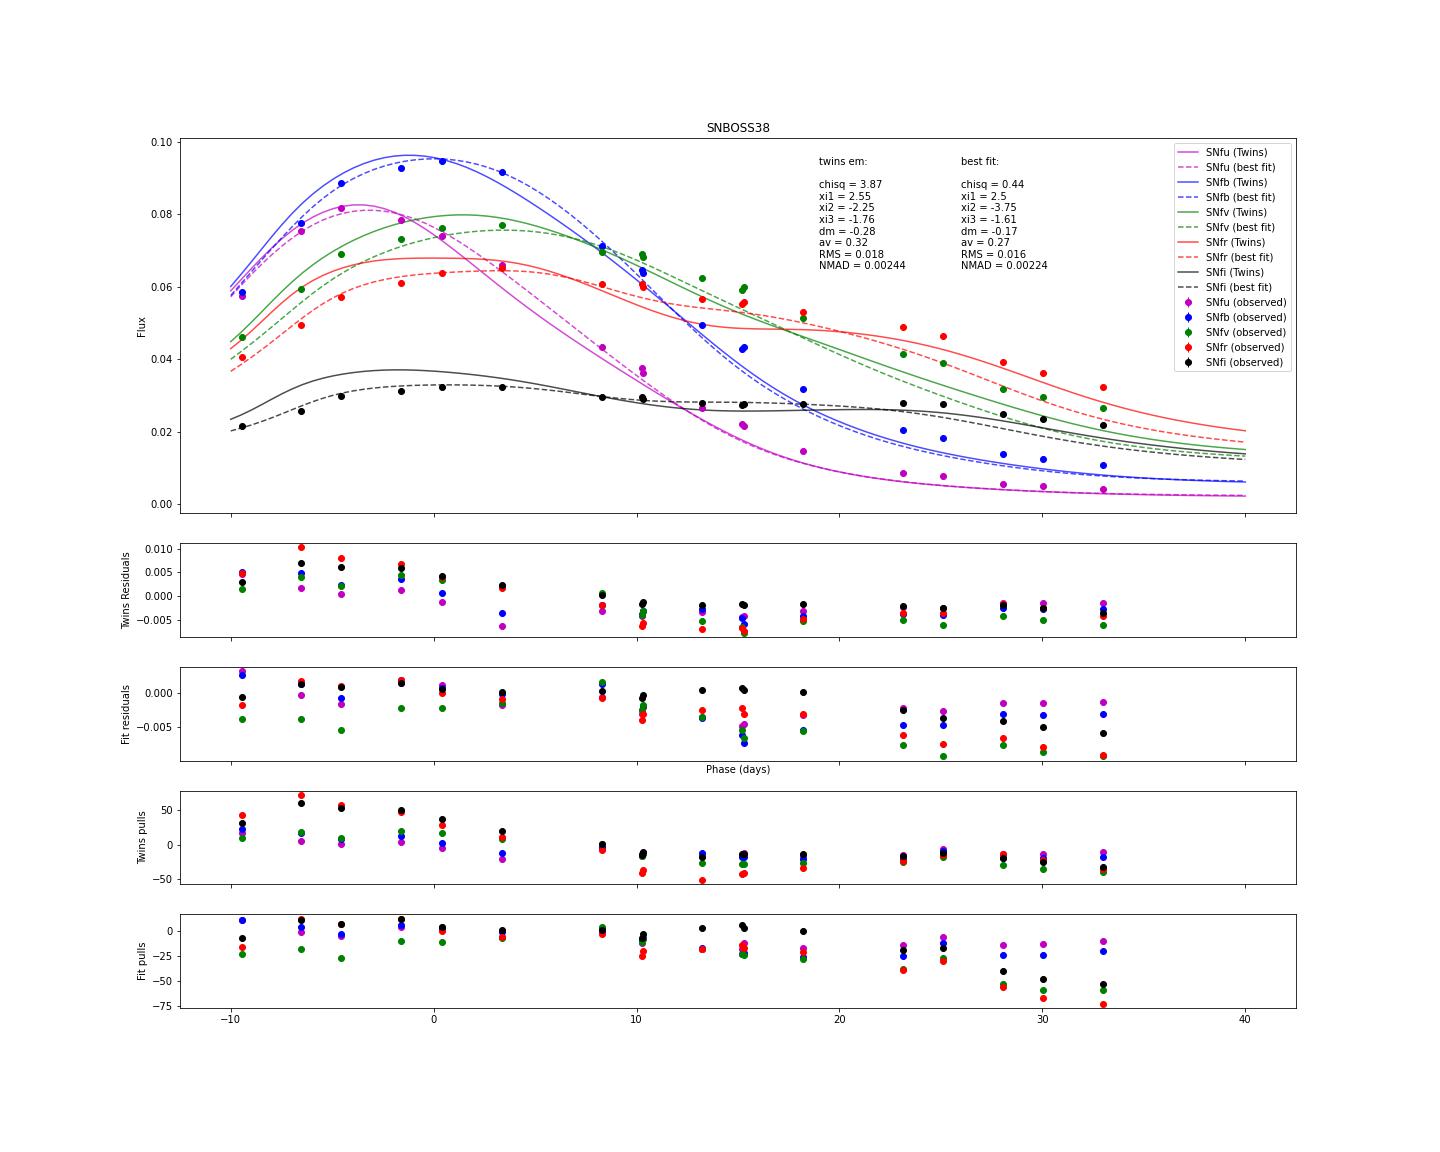 SNBOSS38
0.10
0.08
0.06
0.04
0.02
0.00
Flux
twins em:
chisq = 3.87
xi1 = 2.55
xi2 = -2.25
xi3 = -1.76
dm = -0.28
av = 0.32
RMS = 0.018
NMAD = 0.00244
best fit:
chisq = 0.44
xi1 = 2.5
xi2 = -3.75
xi3 = -1.61
dm = -0.17
av = 0.27
RMS = 0.016
NMAD = 0.00224
SNfu (Twins)
SNfu (best fit)
SNfb (Twins)
SNfb (best fit)
SNfv (Twins)
SNfv (best fit)
SNfr (Twins)
SNfr (best fit)
SNfi (Twins)
SNfi (best fit)
SNfu (observed)
SNfb (observed)
SNfv (observed)
SNfr (observed)
SNfi (observed)
0.010
0.005
0.000
−0.005
Twins Residuals
0.000
−0.005
Fit residuals
Phase (days)
50
0
−50
Twins pulls
0
−25
−50
−75
Fit pulls
−10
0
10
20
30
40